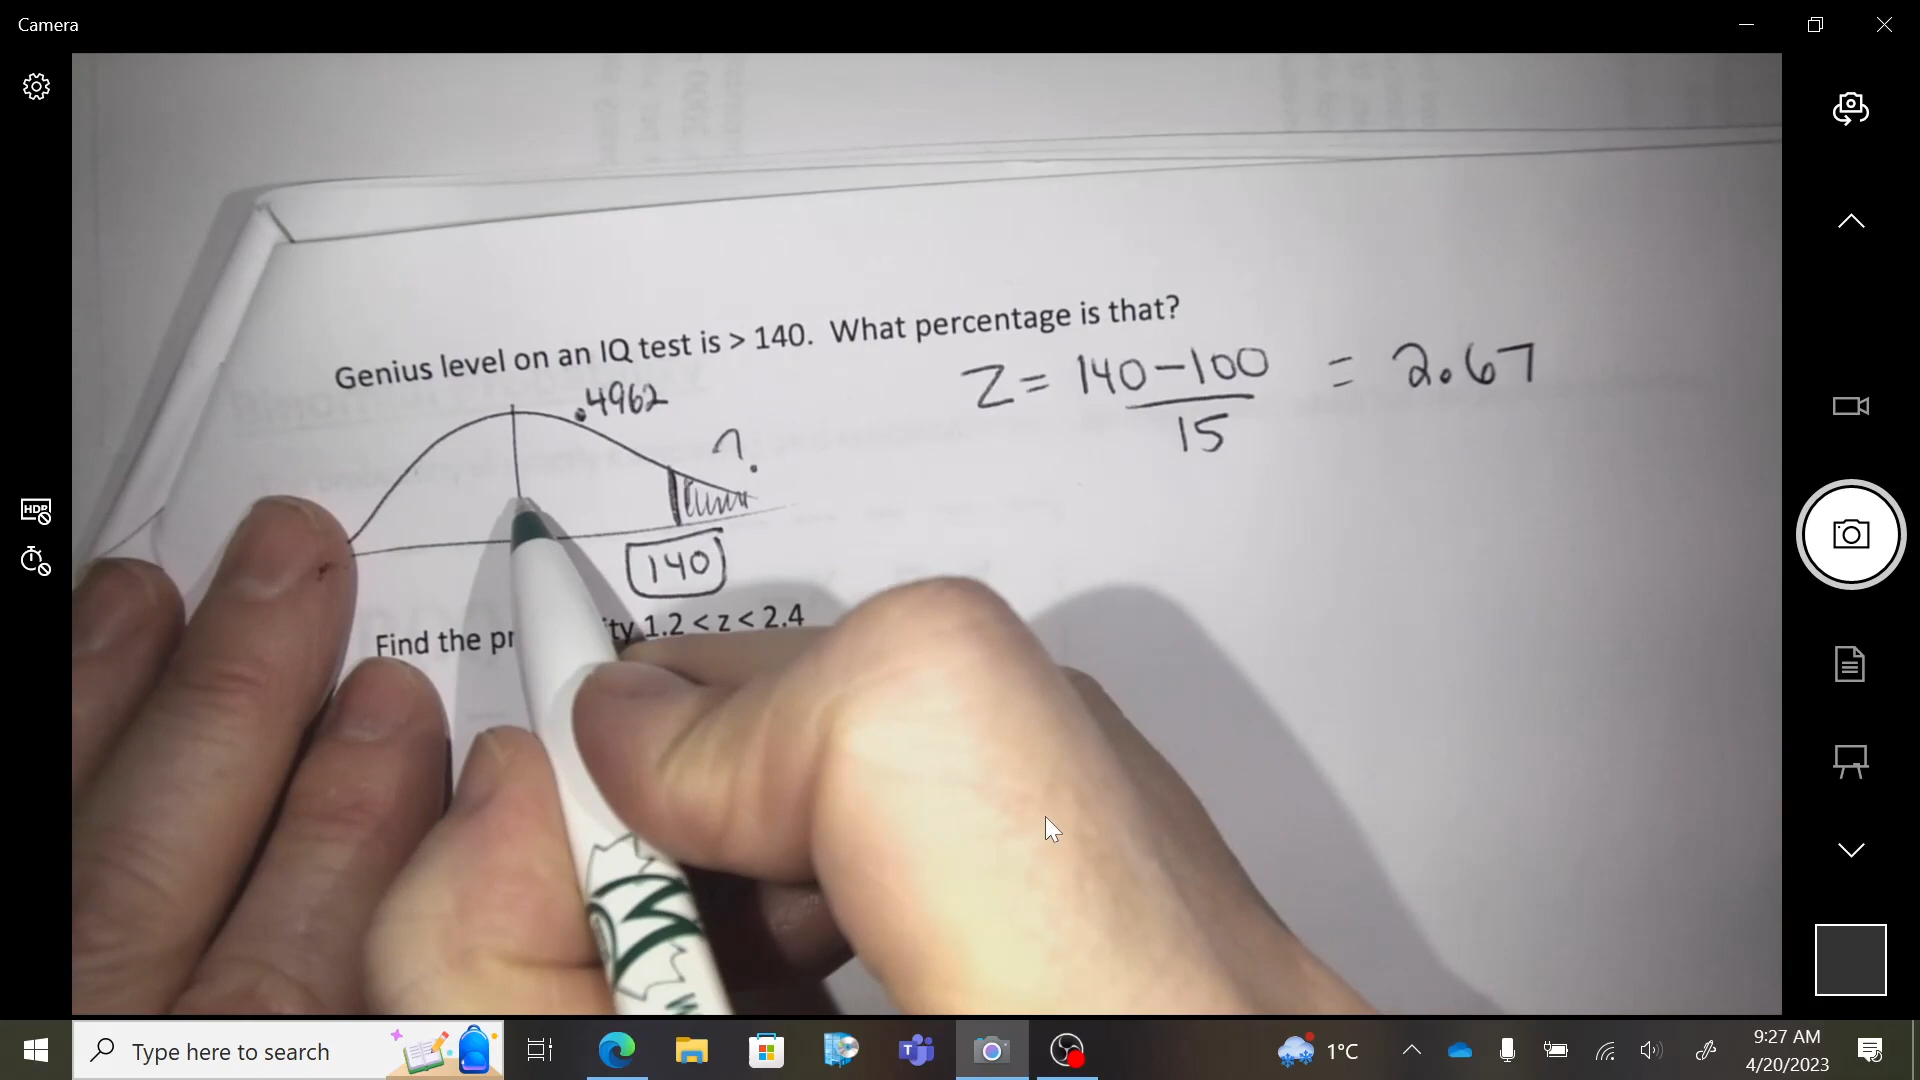 Camera
Genius level on an IQ test is > 140. What percentage is that?
Z = 140 - 100 = 2.67
15
.4962
?
140
Find the pr ity 1.2 < z < 2.4
Type here to search
1°C
9:27 AM
4/20/2023